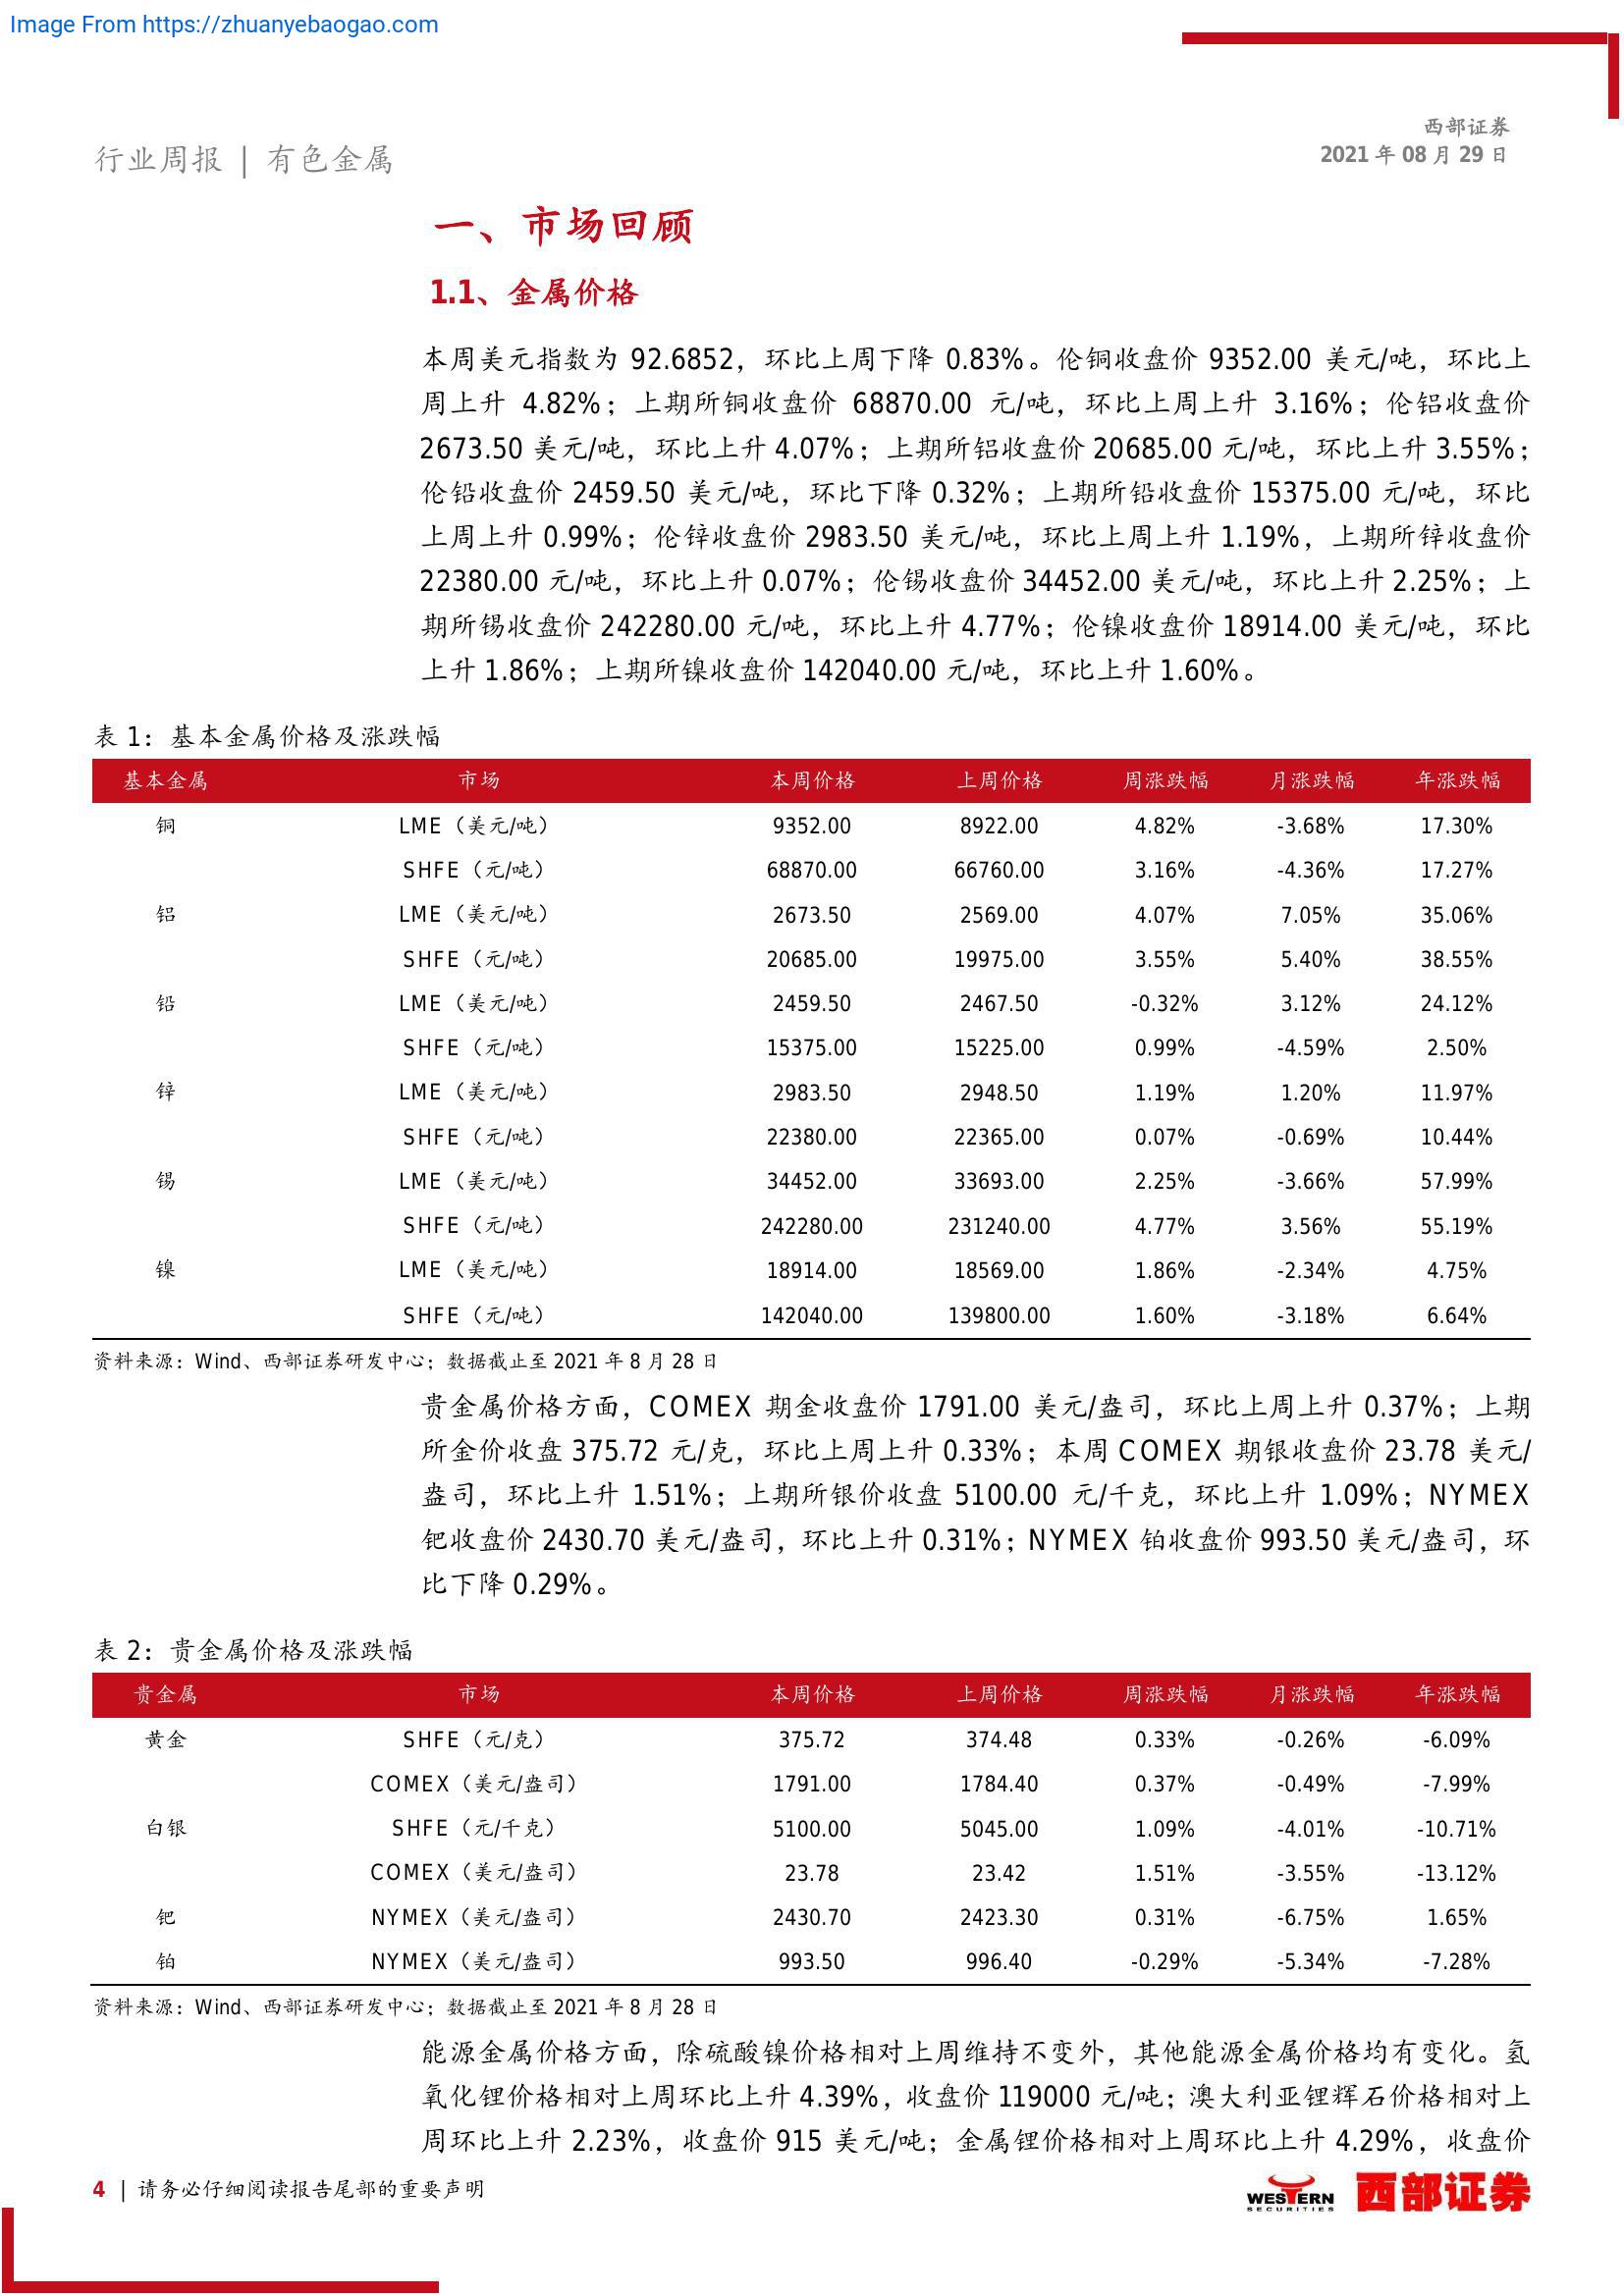 Image From https://zhuanyebaogao.com
行业周报 | 有色金属
西部证券
2021 年 08 月 29 日
一、市场回顾
1.1、金属价格
本周美元指数为 92.6852，环比上周下降 0.83%。伦铜收盘价 9352.00 美元/吨，环比上
周上升 4.82%；上期所铜收盘价 68870.00 元/吨，环比上周上升 3.16%；伦铝收盘价
2673.50 美元/吨，环比上升 4.07%；上期所铝收盘价 20685.00 元/吨，环比上升 3.55%；
伦铅收盘价 2459.50 美元/吨，环比下降 0.32%；上期所铅收盘价 15375.00 元/吨，环比
上周上升 0.99%；伦锌收盘价 2983.50 美元/吨，环比上周上升 1.19%，上期所锌收盘价
22380.00 元/吨，环比上升 0.07%；伦锡收盘价 34452.00 美元/吨，环比上升 2.25%；上
期所锡收盘价 242280.00 元/吨，环比上升 4.77%；伦镍收盘价 18914.00 美元/吨，环比
上升 1.86%；上期所镍收盘价 142040.00 元/吨，环比上升 1.60%。
表 1：基本金属价格及涨跌幅
基本金属 市场 本周价格 上周价格 周涨跌幅 月涨跌幅 年涨跌幅
铜 LME（美元/吨） 9352.00 8922.00 4.82% -3.68% 17.30%
SHFE（元/吨） 68870.00 66760.00 3.16% -4.36% 17.27%
铝 LME（美元/吨） 2673.50 2569.00 4.07% 7.05% 35.06%
SHFE（元/吨） 20685.00 19975.00 3.55% 5.40% 38.55%
铅 LME（美元/吨） 2459.50 2467.50 -0.32% 3.12% 24.12%
SHFE（元/吨） 15375.00 15225.00 0.99% -4.59% 2.50%
锌 LME（美元/吨） 2983.50 2948.50 1.19% 1.20% 11.97%
SHFE（元/吨） 22380.00 22365.00 0.07% -0.69% 10.44%
锡 LME（美元/吨） 34452.00 33693.00 2.25% -3.66% 57.99%
SHFE（元/吨） 242280.00 231240.00 4.77% 3.56% 55.19%
镍 LME（美元/吨） 18914.00 18569.00 1.86% -2.34% 4.75%
SHFE（元/吨） 142040.00 139800.00 1.60% -3.18% 6.64%
资料来源：Wind、西部证券研发中心；数据截止至 2021 年 8 月 28 日
贵金属价格方面，COMEX 期金收盘价 1791.00 美元/盎司，环比上周上升 0.37%；上期
所金价收盘 375.72 元/克，环比上周上升 0.33%；本周 COMEX 期银收盘价 23.78 美元/
盎司，环比上升 1.51%；上期所银价收盘 5100.00 元/千克，环比上升 1.09%；NYMEX
钯收盘价 2430.70 美元/盎司，环比上升 0.31%；NYMEX 铂收盘价 993.50 美元/盎司，环
比下降 0.29%。
表 2：贵金属价格及涨跌幅
贵金属 市场 本周价格 上周价格 周涨跌幅 月涨跌幅 年涨跌幅
黄金 SHFE（元/克） 375.72 374.48 0.33% -0.26% -6.09%
COMEX（美元/盎司） 1791.00 1784.40 0.37% -0.49% -7.99%
白银 SHFE（元/千克） 5100.00 5045.00 1.09% -4.01% -10.71%
COMEX（美元/盎司） 23.78 23.42 1.51% -3.55% -13.12%
钯 NYMEX（美元/盎司） 2430.70 2423.30 0.31% -6.75% 1.65%
铂 NYMEX（美元/盎司） 993.50 996.40 -0.29% -5.34% -7.28%
资料来源：Wind、西部证券研发中心；数据截止至 2021 年 8 月 28 日
能源金属价格方面，除硫酸镍价格相对上周维持不变外，其他能源金属价格均有变化。氢
氧化锂价格相对上周环比上升 4.39%，收盘价 119000 元/吨；澳大利亚锂辉石价格相对上
周环比上升 2.23%，收盘价 915 美元/吨；金属锂价格相对上周环比上升 4.29%，收盘价
4 | 请务必仔细阅读报告尾部的重要声明
WESTERN
SECURITIES
西部证券